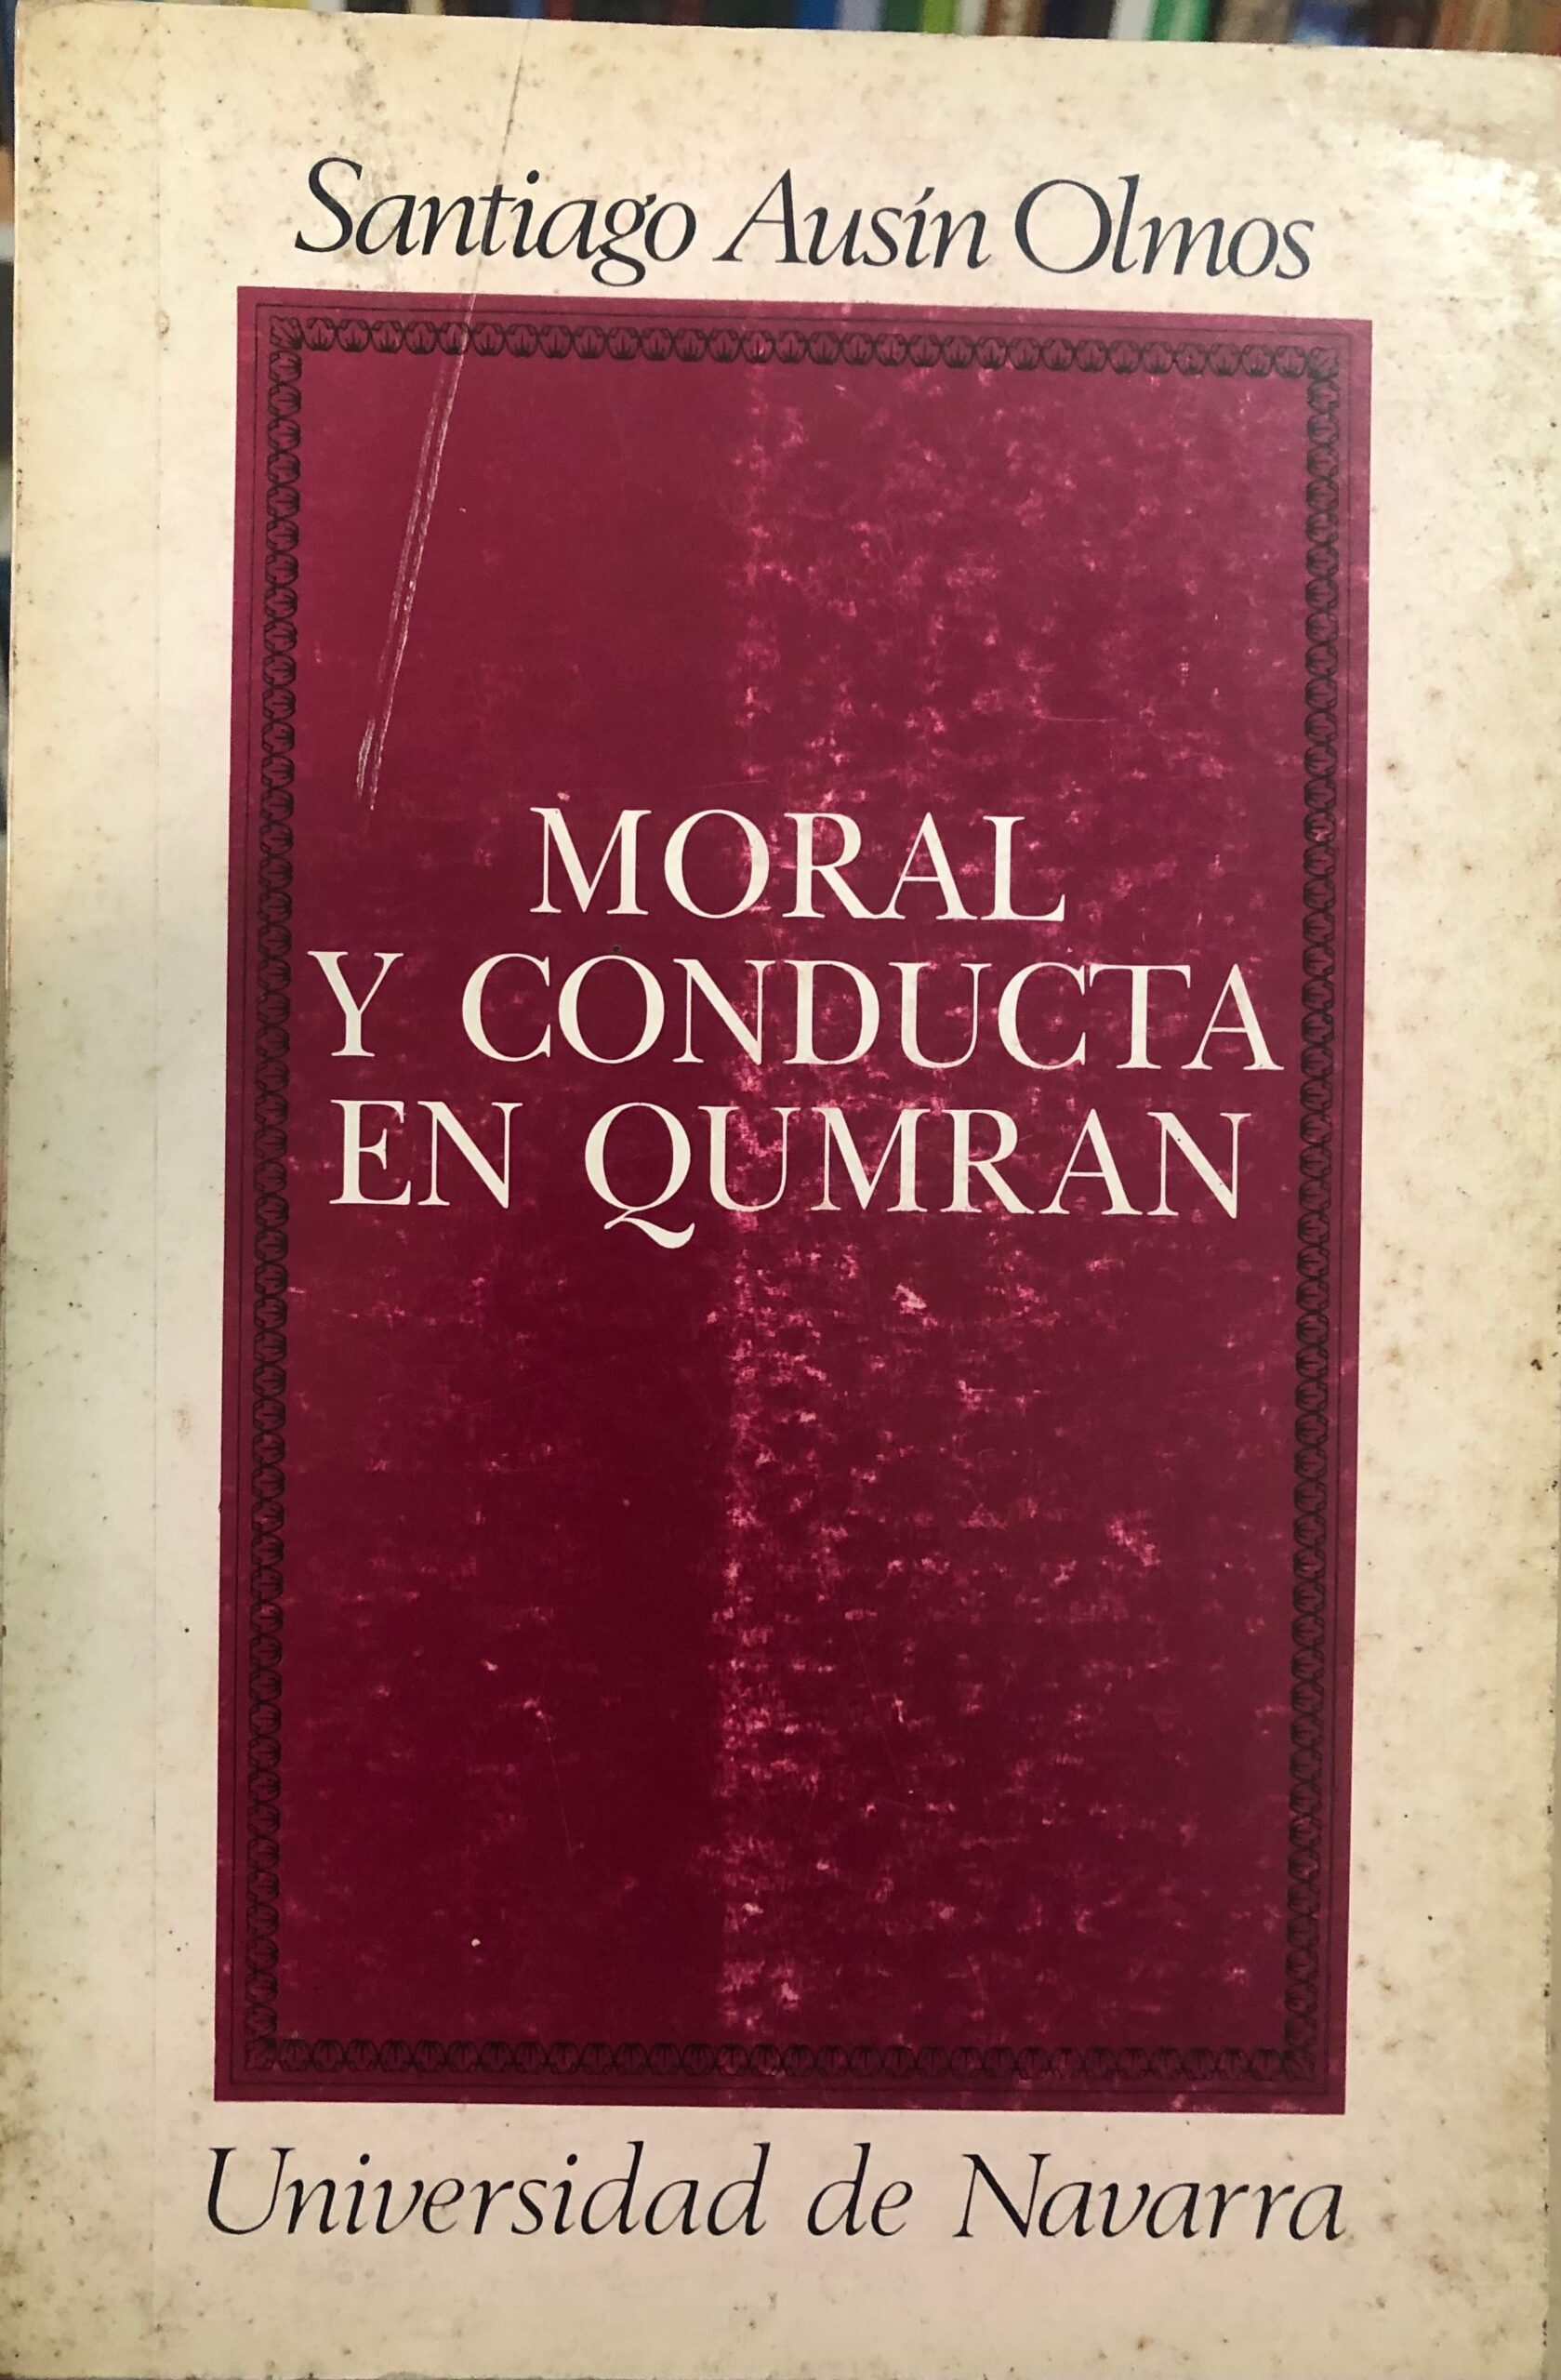 Santiago Ausín Olmos
MORAL
Y CONDUCTA
EN QUMRAN
Universidad de Navarra